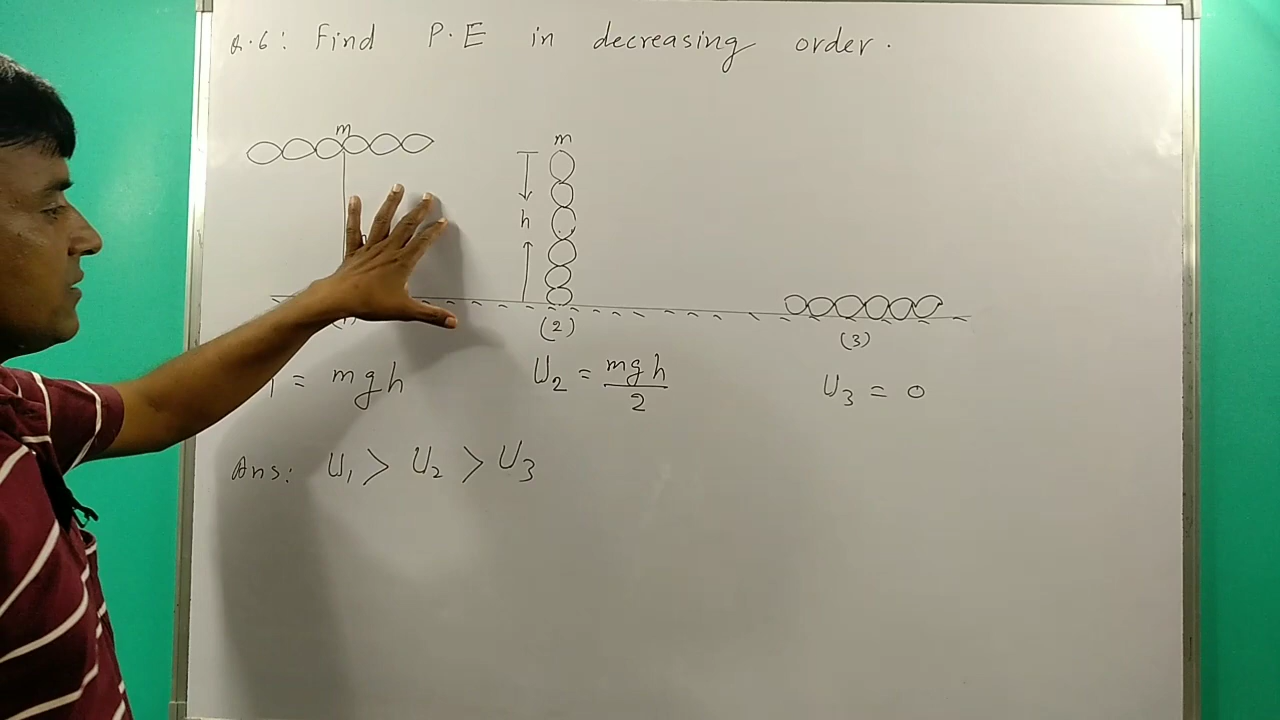 Q.6: Find P.E in decreasing order.
m
m
h
(2)
(3)
= mgh
U2 = mgh/2
U3 = 0
Ans: U1 > U2 > U3